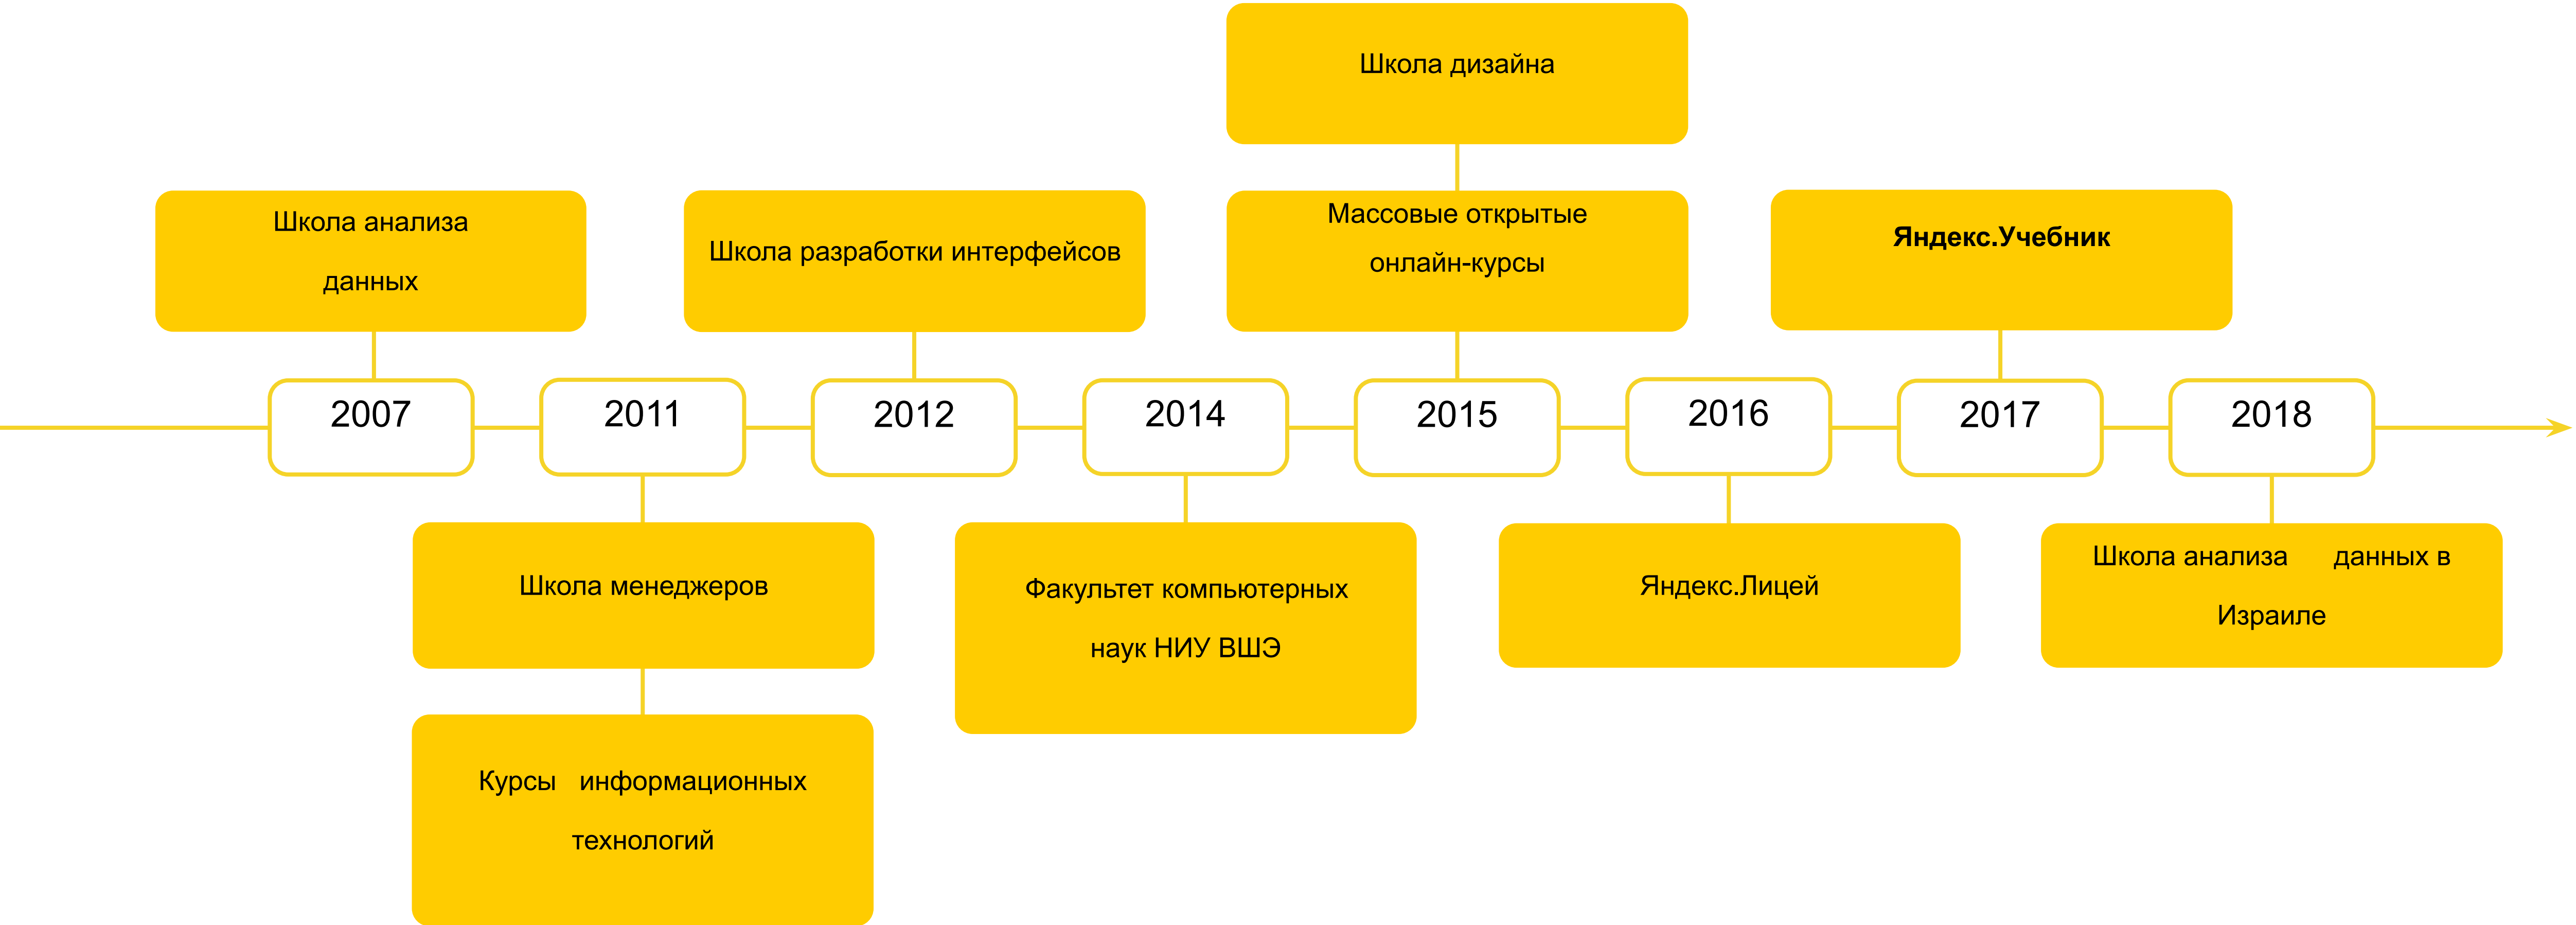 Школа дизайна
Школа анализа
данных
Школа разработки интерфейсов
Массовые открытые
онлайн-курсы
Яндекс.Учебник
2007
2011
2012
2014
2015
2016
2017
2018
Школа менеджеров
Факультет компьютерных
наук НИУ ВШЭ
Яндекс.Лицей
Школа анализа данных в
Израиле
Курсы информационных
технологий